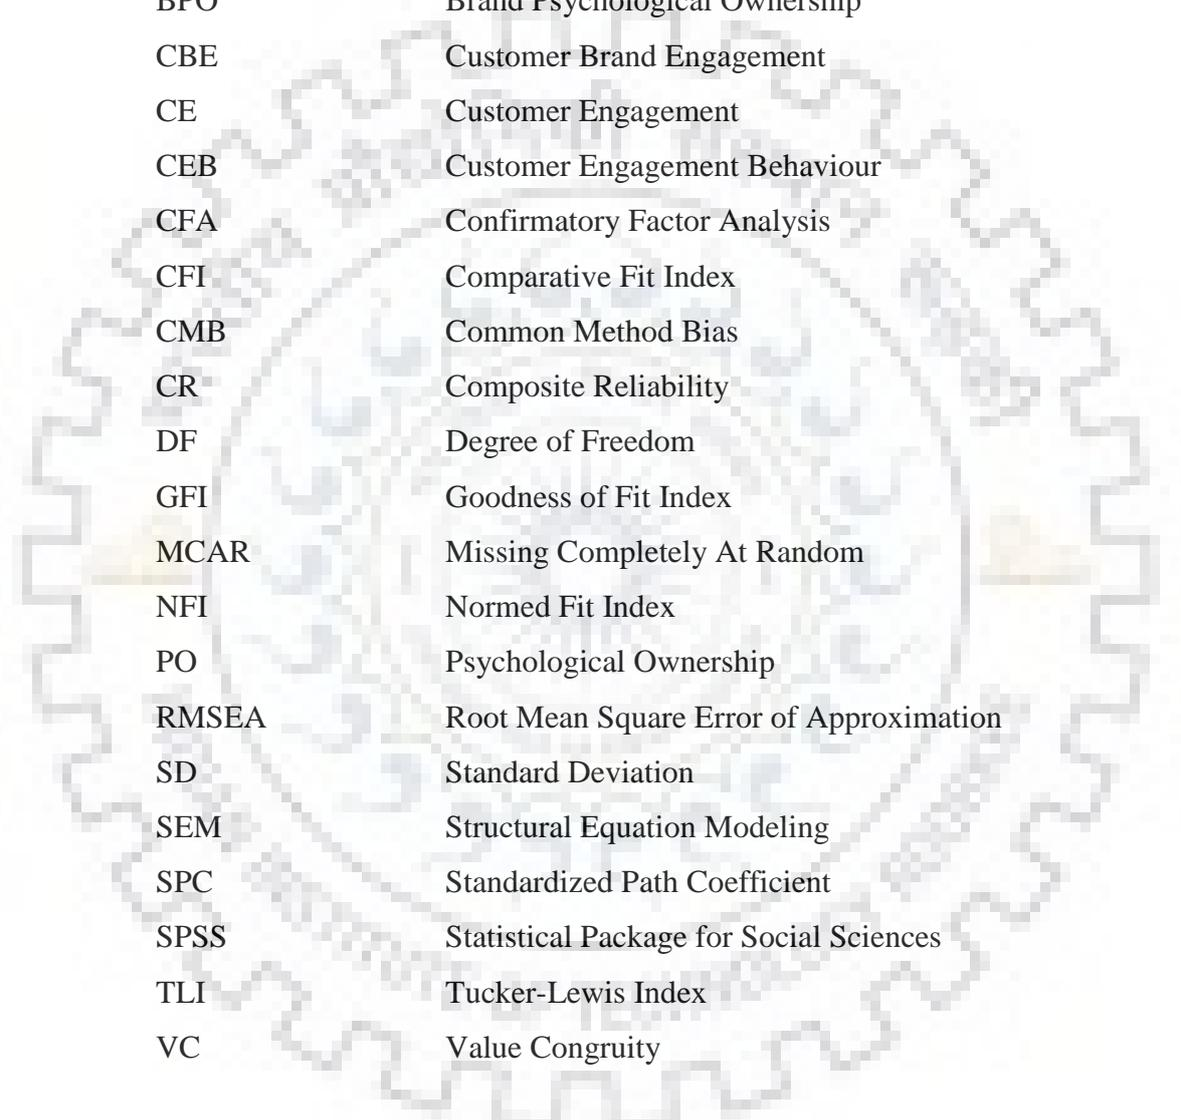 BPO Brand Psychological Ownership
CBE Customer Brand Engagement
CE Customer Engagement
CEB Customer Engagement Behaviour
CFA Confirmatory Factor Analysis
CFI Comparative Fit Index
CMB Common Method Bias
CR Composite Reliability
DF Degree of Freedom
GFI Goodness of Fit Index
MCAR Missing Completely At Random
NFI Normed Fit Index
PO Psychological Ownership
RMSEA Root Mean Square Error of Approximation
SD Standard Deviation
SEM Structural Equation Modeling
SPC Standardized Path Coefficient
SPSS Statistical Package for Social Sciences
TLI Tucker-Lewis Index
VC Value Congruity